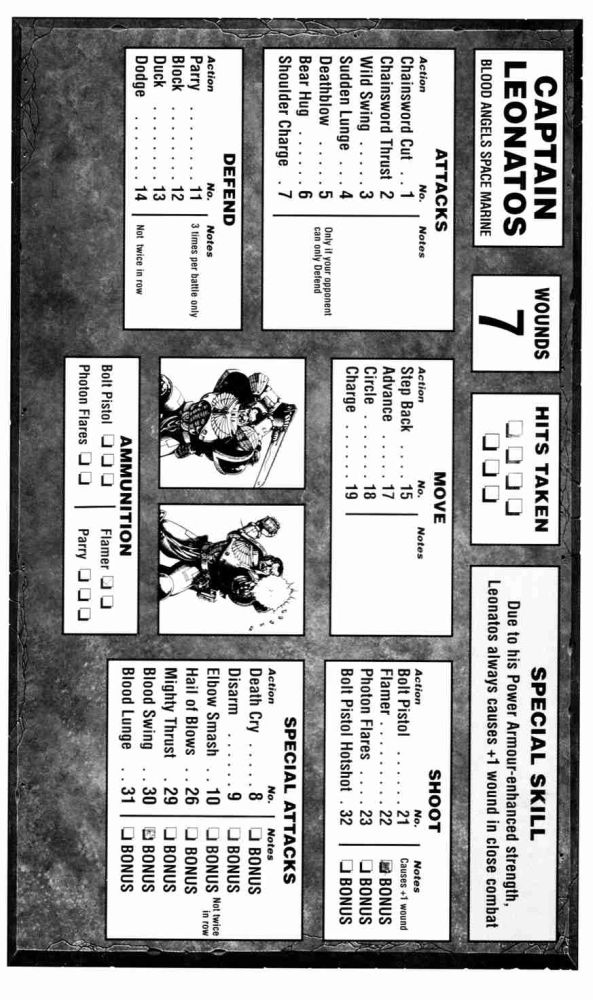 CAPTAIN
LEONATOS
BLOOD ANGELS SPACE MARINE
WOUNDS
7
HITS TAKEN
SPECIAL SKILL
Due to his Power Armour-enhanced strength,
Leonatos always causes +1 wound in close combat
ATTACKS
Action No. Notes
Chainsword Cut . . 1
Chainsword Thrust 2
Wild Swing . . . . . 3
Sudden Lunge . . . 4
Deathblow . . . . . 5 Only if your opponent
can only Defend
Bear Hug . . . . . . 6
Shoulder Charge . 7
MOVE
Action No. Notes
Step Back . . . . 15
Advance . . . . . . 17
Circle . . . . . . . . 18
Charge . . . . . . . 19
SHOOT
Action No. Notes
Bolt Pistol . . . . . . 21 Causes +1 wound
Flamer . . . . . . . . . 22 BONUS
Photon Flares . . . . 23 BONUS
Bolt Pistol Hotshot . 32 BONUS
DEFEND
Action No. Notes
Parry . . . . . . . . . 11 3 times per battle only
Block . . . . . . . . 12
Duck . . . . . . . . . 13
Dodge . . . . . . . 14 Not twice in row
AMMUNITION
Bolt Pistol
Flamer
Photon Flares
Parry
SPECIAL ATTACKS
Action No. Notes
Death Cry . . . . . . 8 BONUS
Disarm . . . . . . . 9 BONUS
Elbow Smash . . 10 BONUS Not twice
in row
Hail of Blows . . 26 BONUS
Mighty Thrust . . 29 BONUS
Blood Swing . . . 30 BONUS
Blood Lunge . . . 31 BONUS